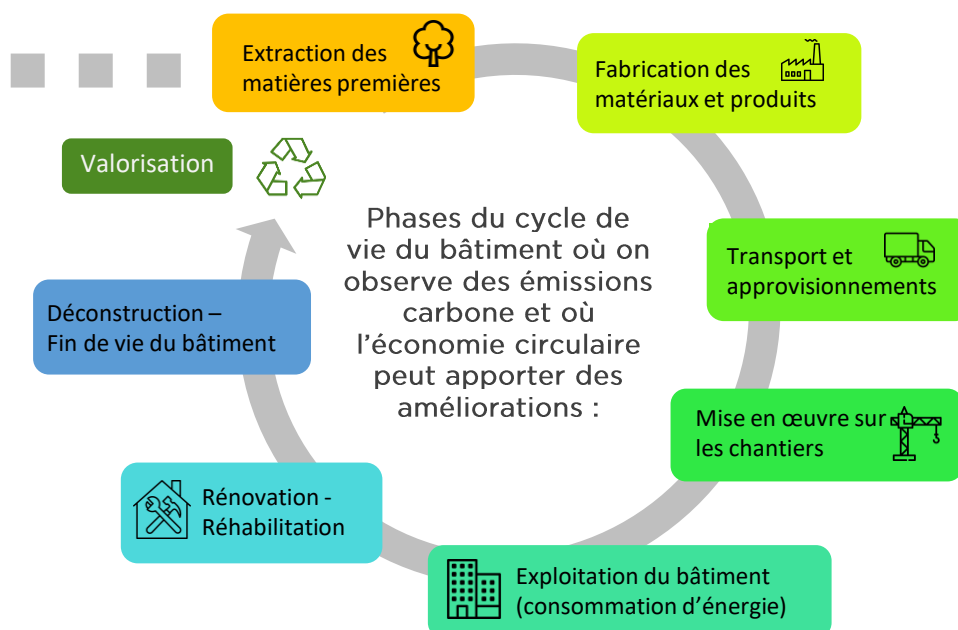 Extraction des
matières premières
Fabrication des
matériaux et produits
Transport et
approvisionnements
Mise en œuvre sur
les chantiers
Exploitation du bâtiment
(consommation d’énergie)
Rénovation -
Réhabilitation
Déconstruction –
Fin de vie du bâtiment
Valorisation
Phases du cycle de
vie du bâtiment où on
observe des émissions
carbone et où
l’économie circulaire
peut apporter des
améliorations :